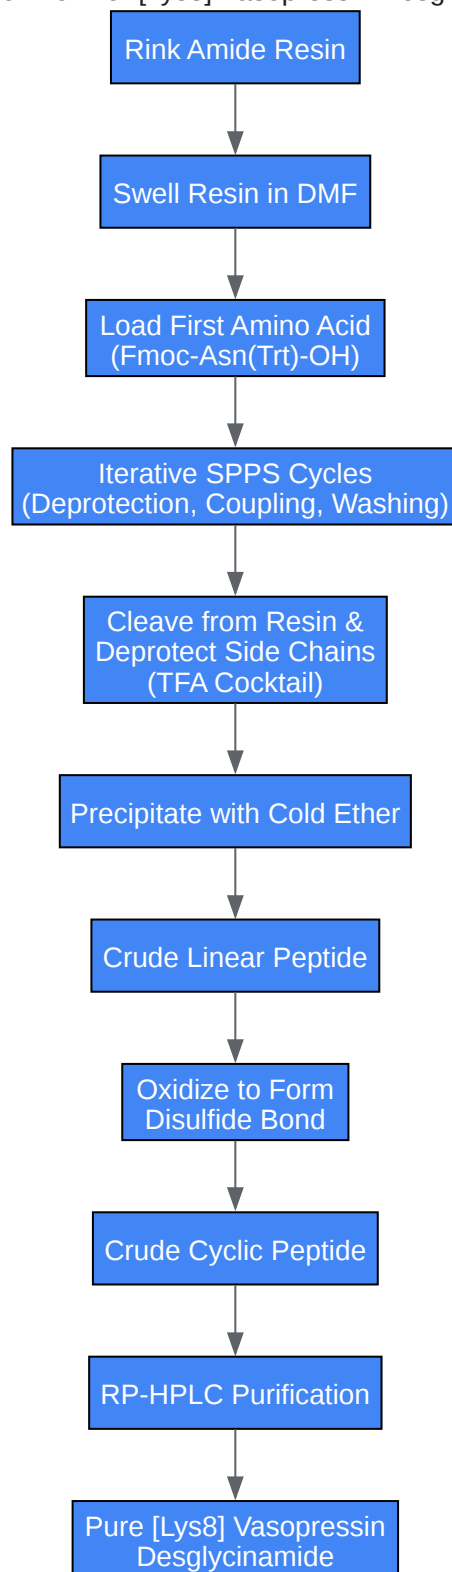 [Lys8]
Rink Amide Resin
Swell Resin in DMF
Load First Amino Acid
(Fmoc-Asn(Trt)-OH)
Iterative SPPS Cycles
(Deprotection, Coupling, Washing)
Cleave from Resin &
Deprotect Side Chains
(TFA Cocktail)
Precipitate with Cold Ether
Crude Linear Peptide
Oxidize to Form
Disulfide Bond
Crude Cyclic Peptide
RP-HPLC Purification
Pure [Lys8] Vasopressin
Desglycinamide